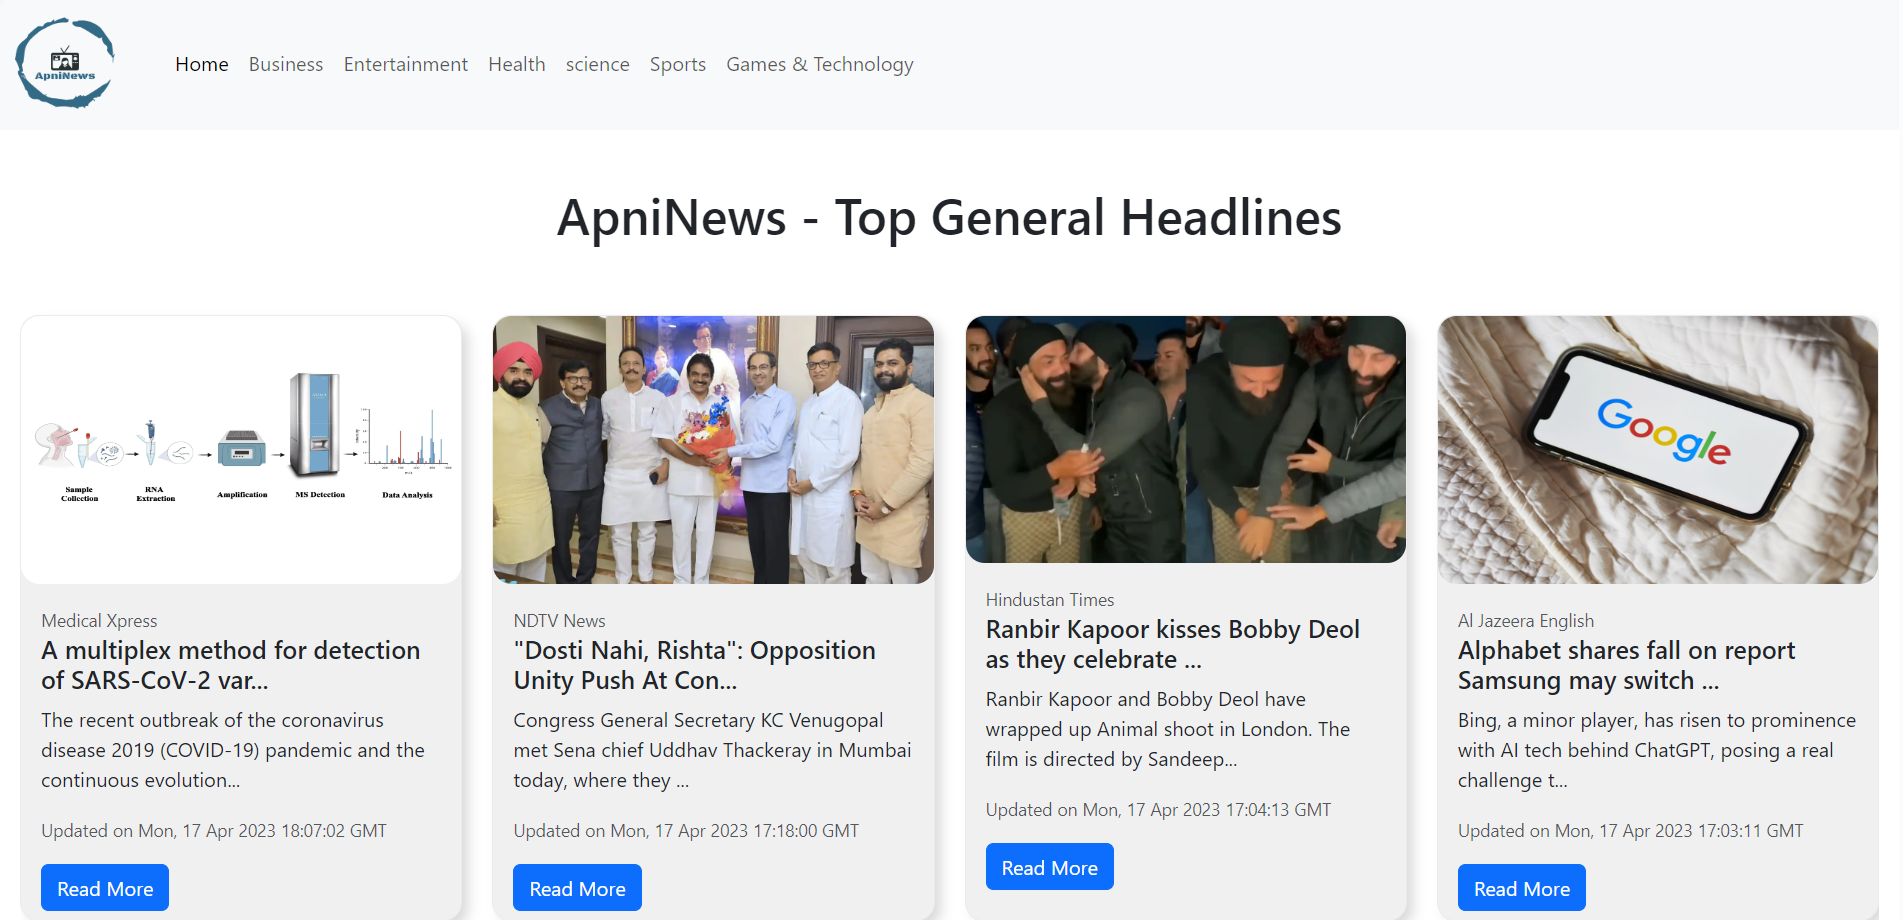 ApniNews
Home Business Entertainment Health science Sports Games & Technology
ApniNews - Top General Headlines
Sample
Collection
RNA
Extraction
Amplification
MS Detection
Data Analysis
Medical Xpress
A multiplex method for detection
of SARS-CoV-2 var...
The recent outbreak of the coronavirus
disease 2019 (COVID-19) pandemic and the
continuous evolution...
Updated on Mon, 17 Apr 2023 18:07:02 GMT
Read More
NDTV News
"Dosti Nahi, Rishta": Opposition
Unity Push At Con...
Congress General Secretary KC Venugopal
met Sena chief Uddhav Thackeray in Mumbai
today, where they ...
Updated on Mon, 17 Apr 2023 17:18:00 GMT
Read More
Hindustan Times
Ranbir Kapoor kisses Bobby Deol
as they celebrate ...
Ranbir Kapoor and Bobby Deol have
wrapped up Animal shoot in London. The
film is directed by Sandeep...
Updated on Mon, 17 Apr 2023 17:04:13 GMT
Read More
Google
Al Jazeera English
Alphabet shares fall on report
Samsung may switch ...
Bing, a minor player, has risen to prominence
with AI tech behind ChatGPT, posing a real
challenge t...
Updated on Mon, 17 Apr 2023 17:03:11 GMT
Read More